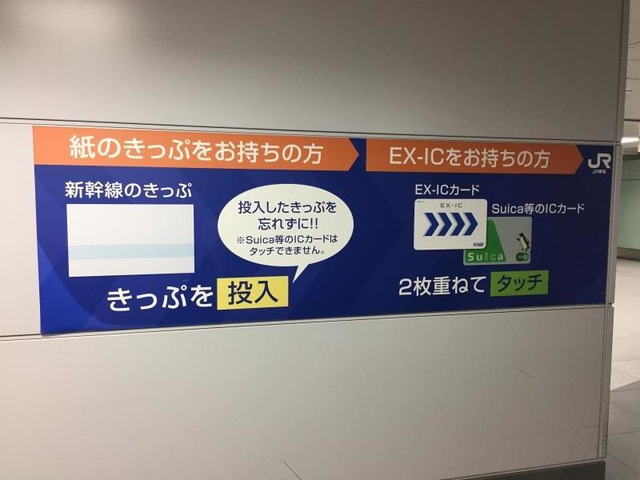 紙のきっぷをお持ちの方
新幹線のきっぷ
投入したきっぷを
忘れずに!!
※Suica等のICカードは
タッチできません。
きっぷを 投入
EX-ICをお持ちの方
JR
JR東海
EX-ICカード
EX-IC
Suica等のICカード
Suica
2枚重ねて タッチ